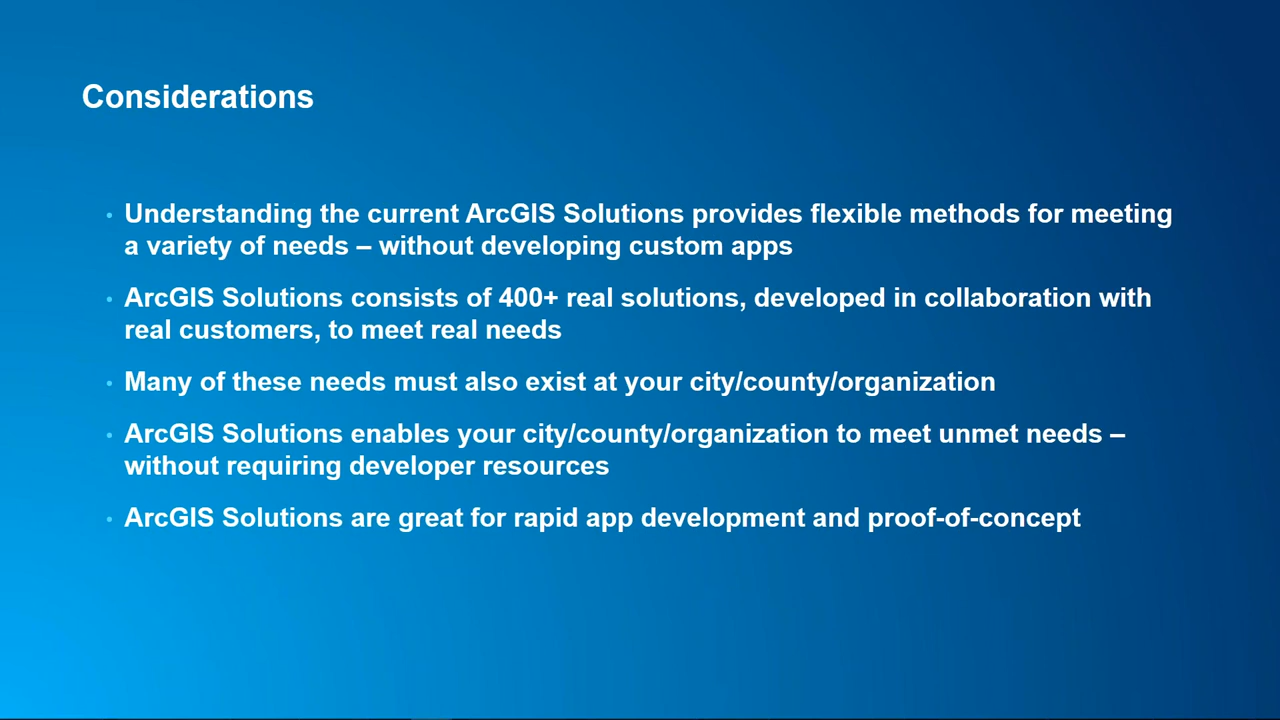 Considerations
• Understanding the current ArcGIS Solutions provides flexible methods for meeting
a variety of needs – without developing custom apps
• ArcGIS Solutions consists of 400+ real solutions, developed in collaboration with
real customers, to meet real needs
• Many of these needs must also exist at your city/county/organization
• ArcGIS Solutions enables your city/county/organization to meet unmet needs –
without requiring developer resources
• ArcGIS Solutions are great for rapid app development and proof-of-concept